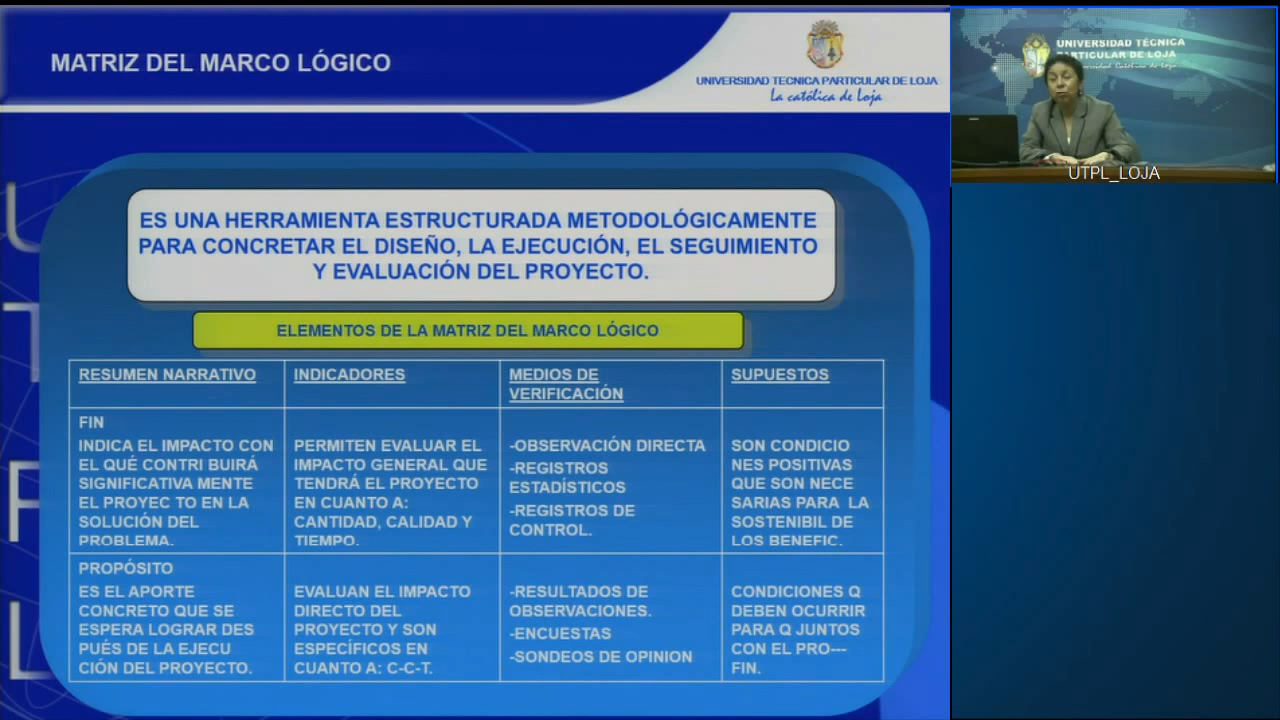 MATRIZ DEL MARCO LÓGICO
UNIVERSIDAD TECNICA PARTICULAR DE LOJA
La católica de Loja
UNIVERSIDAD TÉCNICA
PARTICULAR DE LOJA
Universidad Católica de Loja
UTPL_LOJA
ES UNA HERRAMIENTA ESTRUCTURADA METODOLÓGICAMENTE
PARA CONCRETAR EL DISEÑO, LA EJECUCIÓN, EL SEGUIMIENTO
Y EVALUACIÓN DEL PROYECTO.
ELEMENTOS DE LA MATRIZ DEL MARCO LÓGICO
RESUMEN NARRATIVO
INDICADORES
MEDIOS DE
VERIFICACIÓN
SUPUESTOS
FIN
INDICA EL IMPACTO CON
EL QUÉ CONTRI BUIRÁ
SIGNIFICATIVA MENTE
EL PROYEC TO EN LA
SOLUCIÓN DEL
PROBLEMA.
PERMITEN EVALUAR EL
IMPACTO GENERAL QUE
TENDRÁ EL PROYECTO
EN CUANTO A:
CANTIDAD, CALIDAD Y
TIEMPO.
-OBSERVACIÓN DIRECTA
-REGISTROS
ESTADÍSTICOS
-REGISTROS DE
CONTROL.
SON CONDICIO
NES POSITIVAS
QUE SON NECE
SARIAS PARA LA
SOSTENIBIL DE
LOS BENEFIC.
PROPÓSITO
ES EL APORTE
CONCRETO QUE SE
ESPERA LOGRAR DES
PUÉS DE LA EJECU
CIÓN DEL PROYECTO.
EVALUAN EL IMPACTO
DIRECTO DEL
PROYECTO Y SON
ESPECÍFICOS EN
CUANTO A: C-C-T.
-RESULTADOS DE
OBSERVACIONES.
-ENCUESTAS
-SONDEOS DE OPINION
CONDICIONES Q
DEBEN OCURRIR
PARA Q JUNTOS
CON EL PRO---
FIN.
U
T
P
L